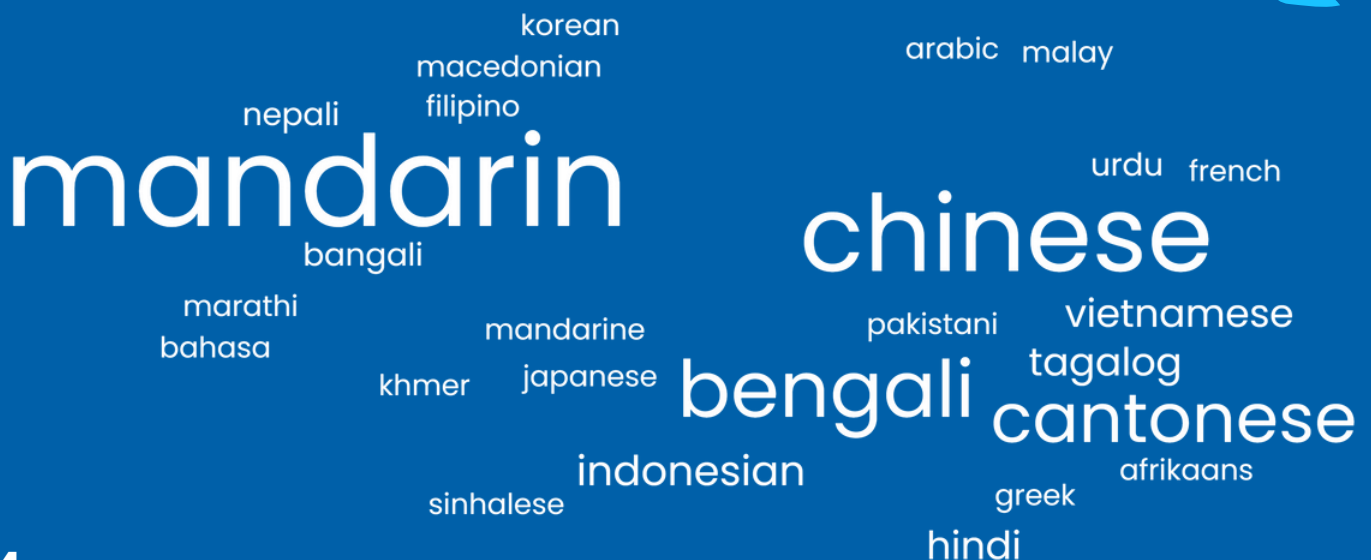 korean
arabic malay
macedonian
filipino
nepali
mandarin
urdu french
chinese
bangali
marathi
vietnamese
mandarine
pakistani
bahasa
tagalog
khmer
japanese
bengali
cantonese
indonesian
afrikaans
sinhalese
greek
hindi